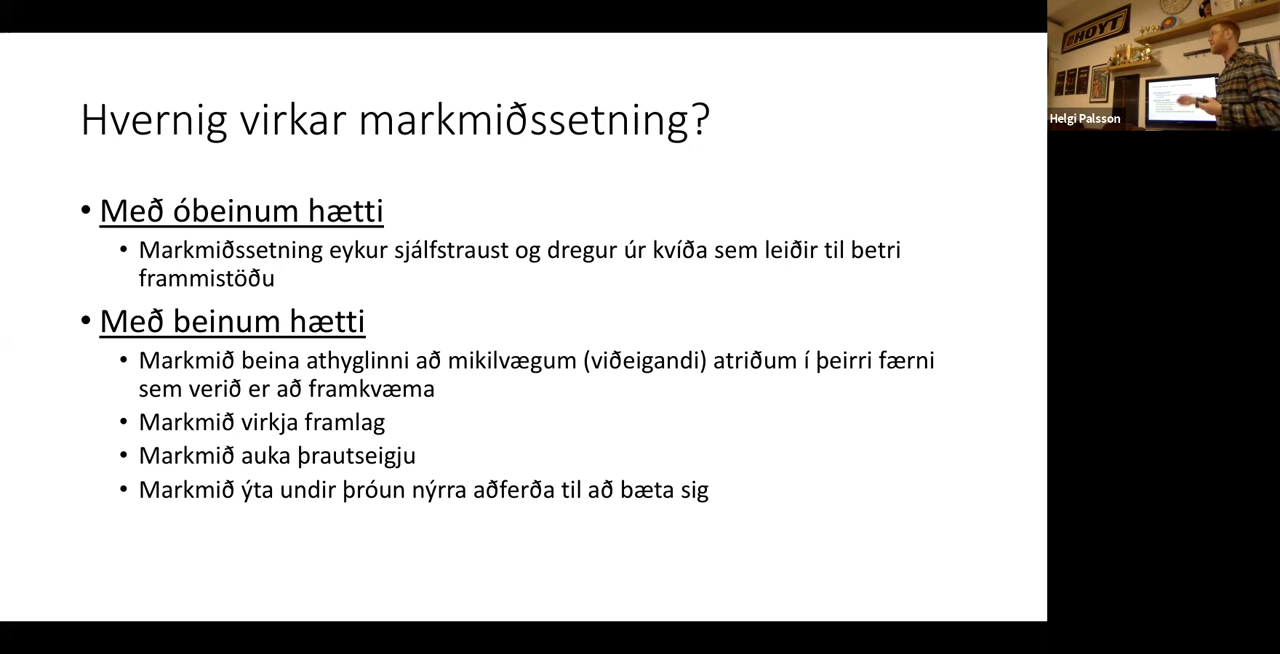 Hvernig virkar markmiðssetning?
• Með óbeinum hætti
• Markmiðssetning eykur sjálfstraust og dregur úr kvíða sem leiðir til betri
frammistöðu
• Með beinum hætti
• Markmið beina athyglinni að mikilvægum (viðeigandi) atriðum í þeirri færni
sem verið er að framkvæma
• Markmið virkja framlag
• Markmið auka þrautseigju
• Markmið ýta undir þróun nýrra aðferða til að bæta sig
HOYT
Helgi Palsson